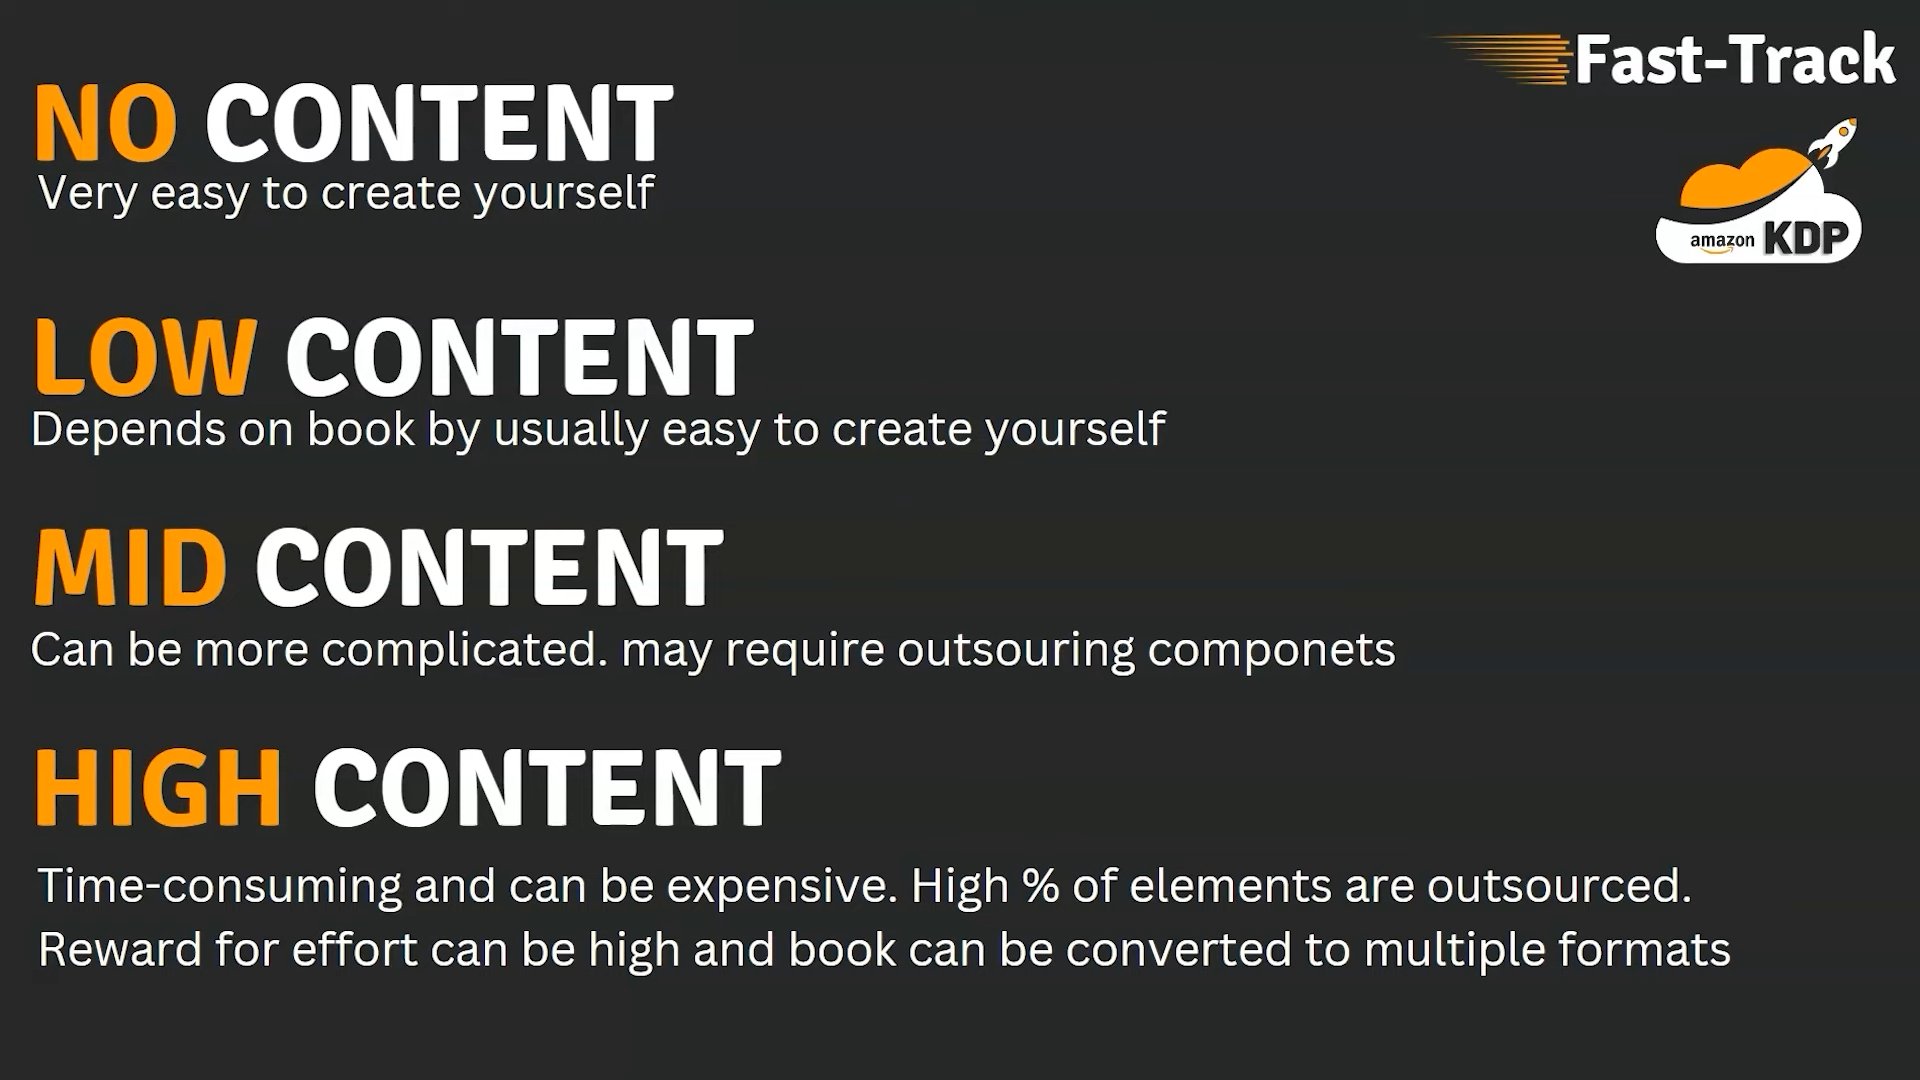 Fast-Track
NO CONTENT
Very easy to create yourself
amazon KDP
LOW CONTENT
Depends on book by usually easy to create yourself
MID CONTENT
Can be more complicated. may require outsouring componets
HIGH CONTENT
Time-consuming and can be expensive. High % of elements are outsourced.
Reward for effort can be high and book can be converted to multiple formats